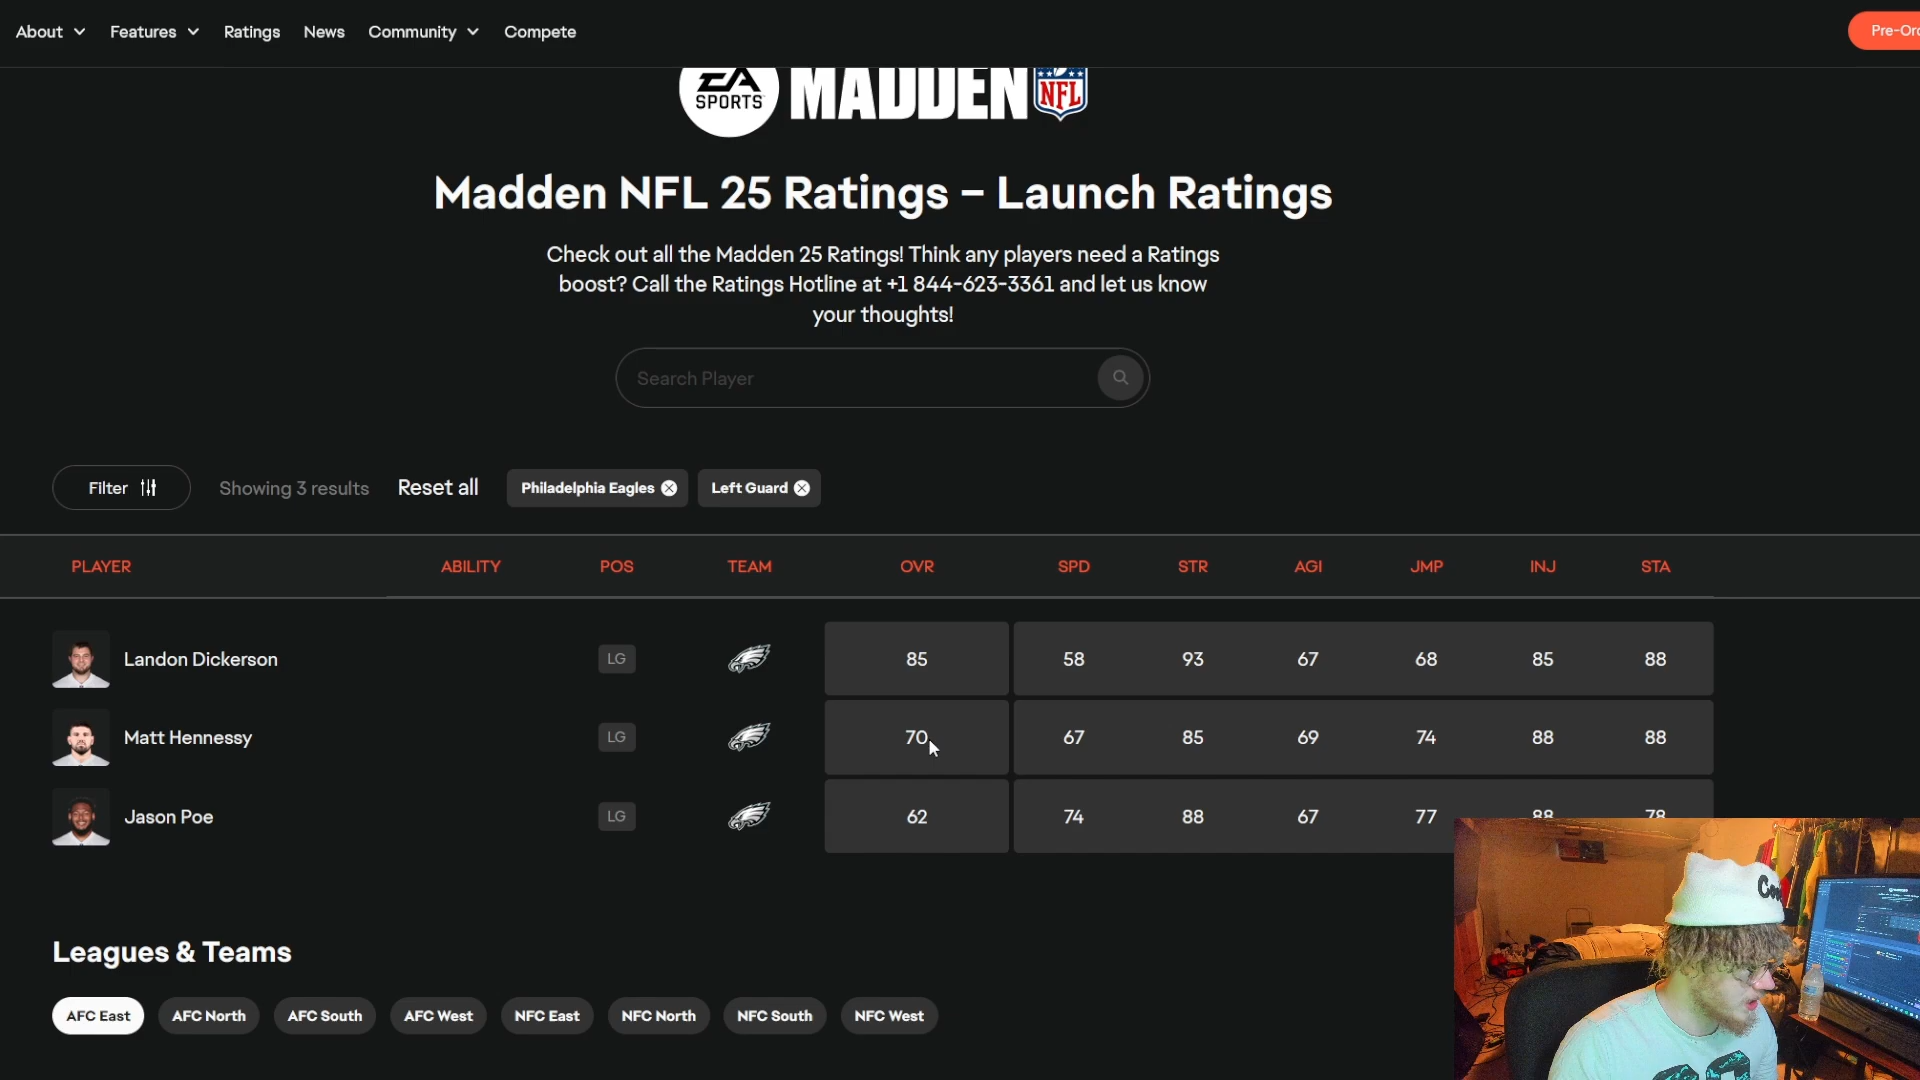 About Features Ratings News Community Compete
Pre-Orc
EA SPORTS MADDEN NFL
Madden NFL 25 Ratings – Launch Ratings
Check out all the Madden 25 Ratings! Think any players need a Ratings
boost? Call the Ratings Hotline at +1 844-623-3361 and let us know
your thoughts!
Search Player
Filter Showing 3 results Reset all Philadelphia Eagles Left Guard
PLAYER ABILITY POS TEAM OVR SPD STR AGI JMP INJ STA
Landon Dickerson LG 85 58 93 67 68 85 88
Matt Hennessy LG 70 67 85 69 74 88 88
Jason Poe LG 62 74 88 67 77 88 78
Leagues & Teams
AFC East AFC North AFC South AFC West NFC East NFC North NFC South NFC West